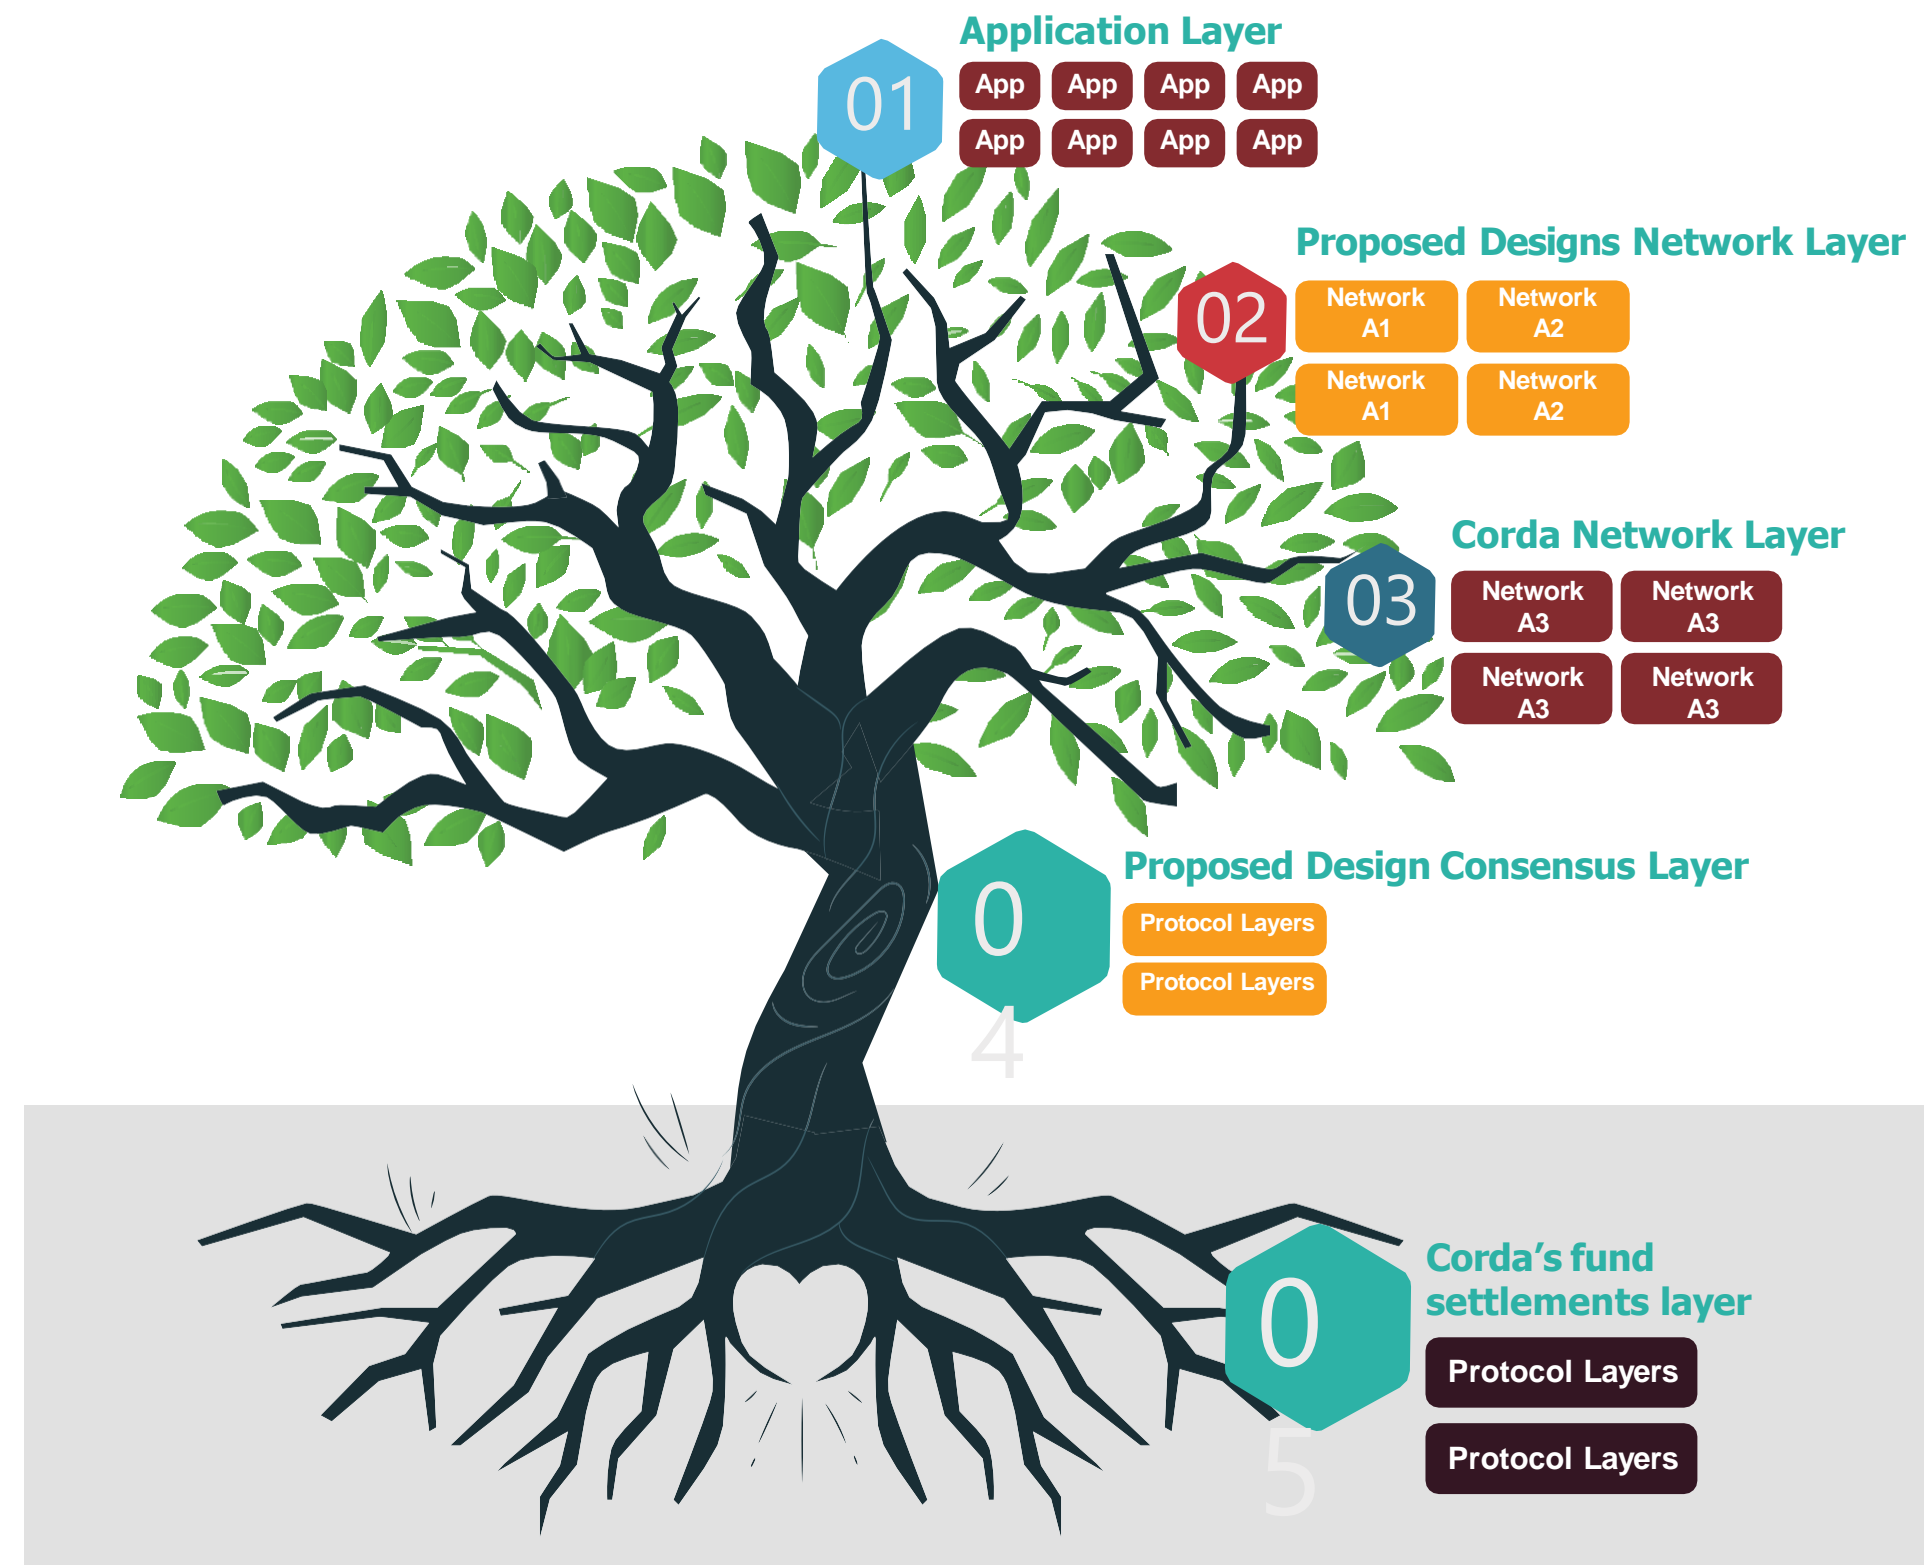 Application Layer
01
App App App App
App App App App
Proposed Designs Network Layer
02
Network Network
A1 A2
Network Network
A1 A2
Corda Network Layer
03
Network Network
A3 A3
Network Network
A3 A3
Proposed Design Consensus Layer
0
4
Protocol Layers
Protocol Layers
Corda’s fund
settlements layer
0
5
Protocol Layers
Protocol Layers